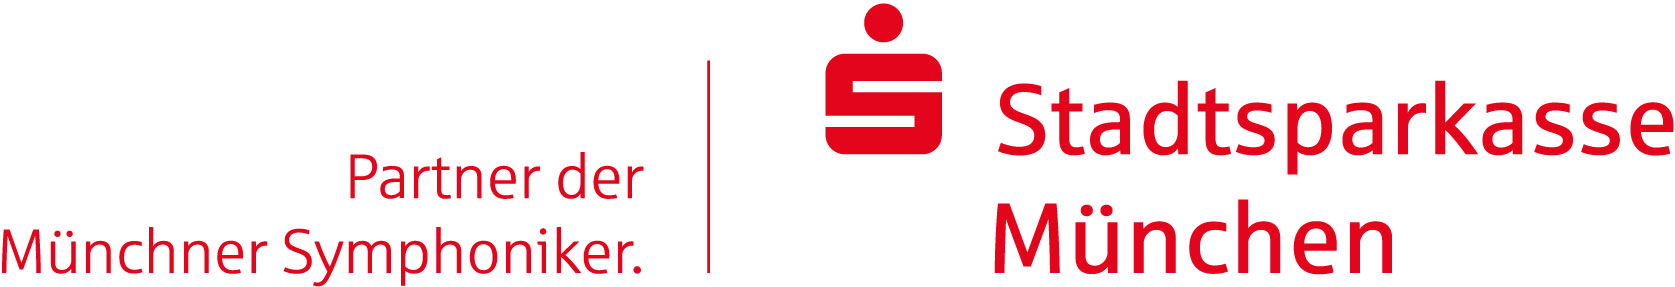 Partner der
Münchner Symphoniker.
Stadtsparkasse
München